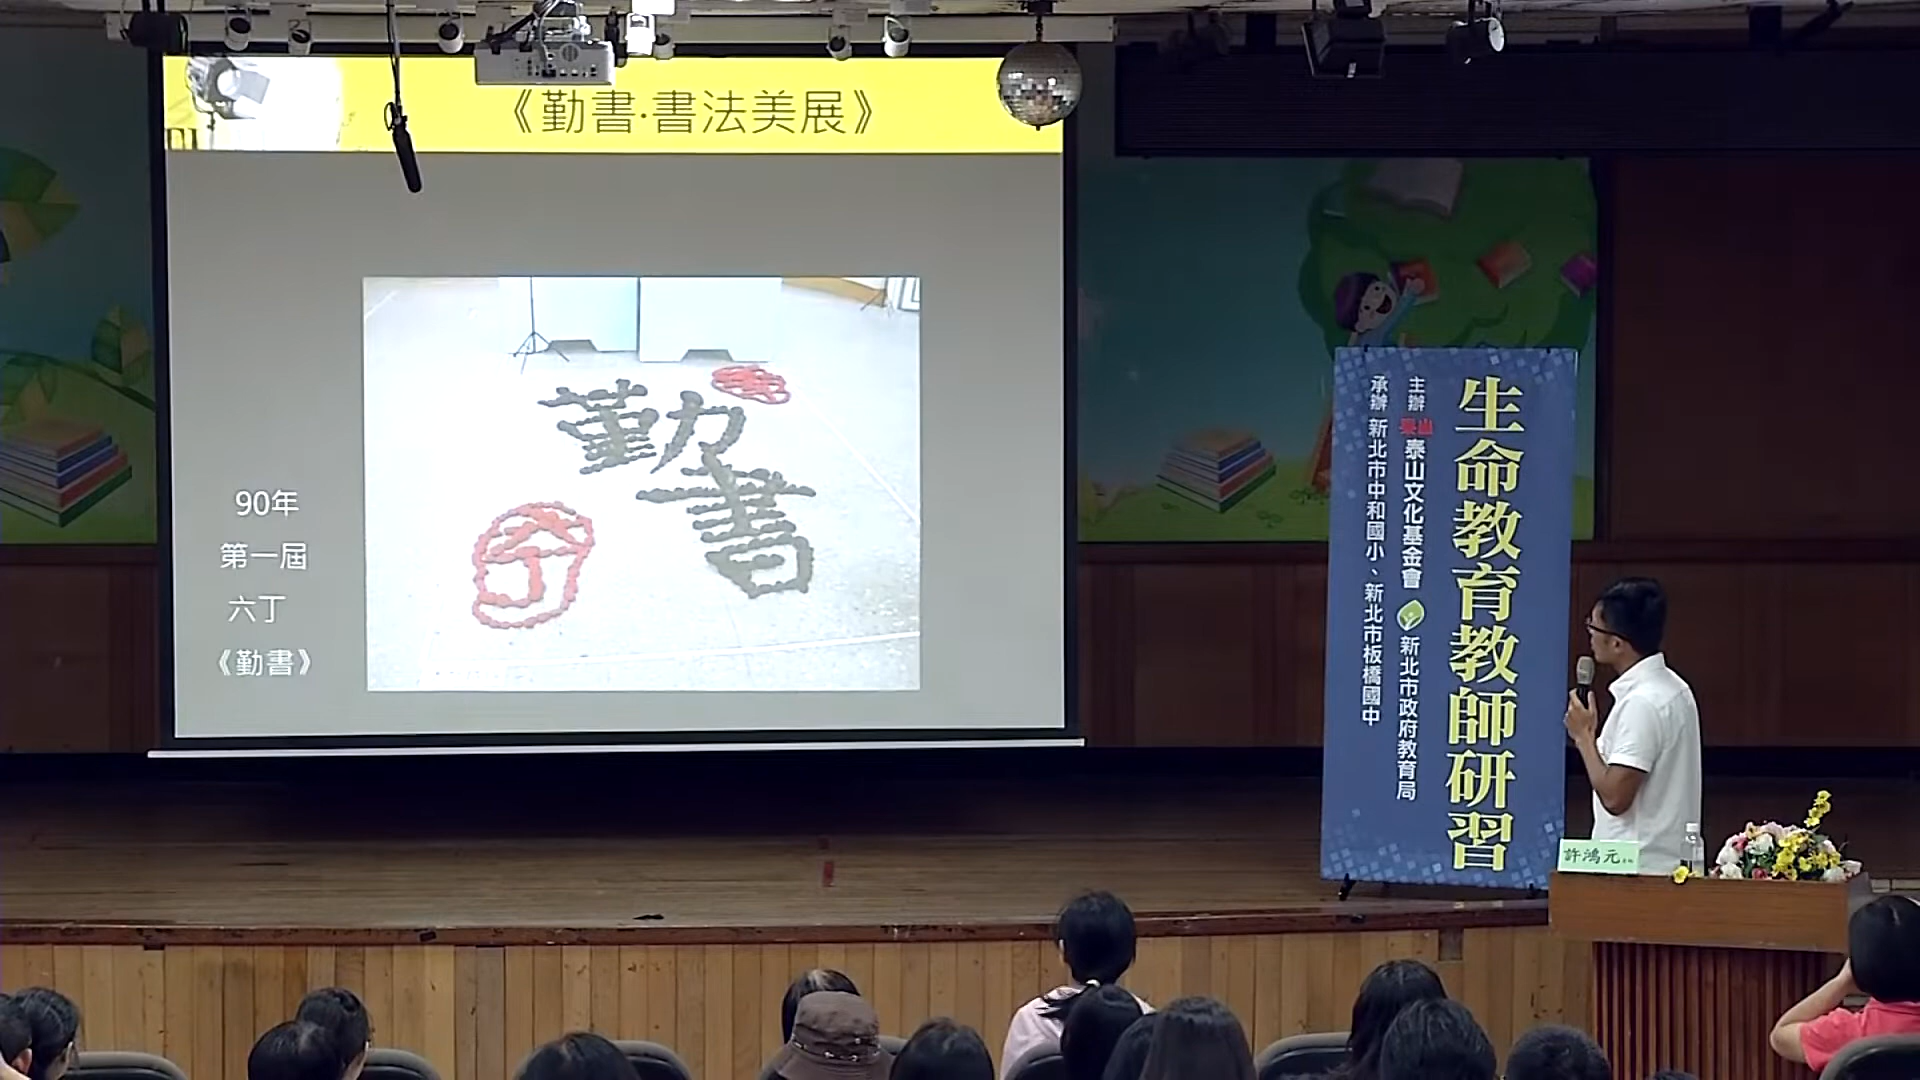 《勤書·書法美展》
勤書
90年
第一屆
六丁
《勤書》
生命教育教師研習
主辦 泰山 泰山文化基金會 新北市政府教育局
承辦 新北市中和國小、新北市板橋國中
許鴻元